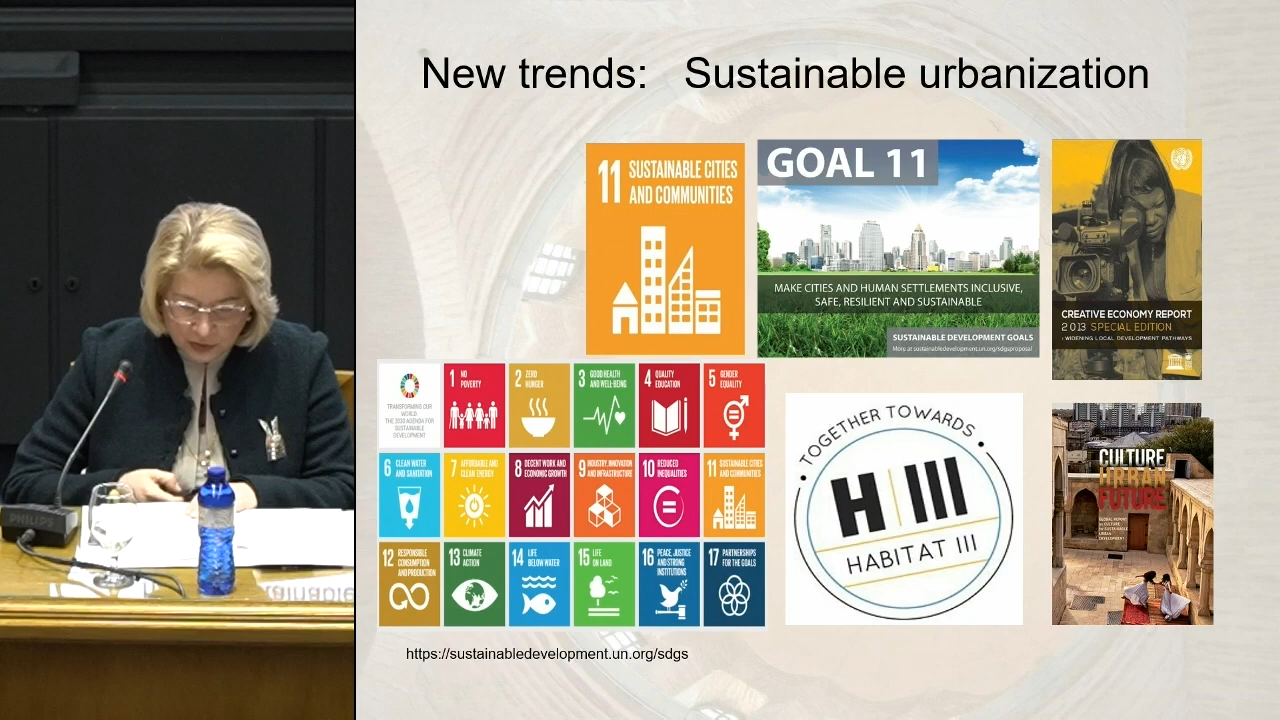 New trends: Sustainable urbanization
11 SUSTAINABLE CITIES
AND COMMUNITIES
GOAL 11
MAKE CITIES AND HUMAN SETTLEMENTS INCLUSIVE,
SAFE, RESILIENT AND SUSTAINABLE
SUSTAINABLE DEVELOPMENT GOALS
More at sustainabledevelopment.un.org/sdgsproposal
CREATIVE ECONOMY REPORT
2013 SPECIAL EDITION
WIDENING LOCAL DEVELOPMENT PATHWAYS
TRANSFORMING OUR
WORLD:
THE 2030 AGENDA FOR
SUSTAINABLE
DEVELOPMENT
1 NO
POVERTY
2 ZERO
HUNGER
3 GOOD HEALTH
AND WELL-BEING
4 QUALITY
EDUCATION
5 GENDER
EQUALITY
6 CLEAN WATER
AND SANITATION
7 AFFORDABLE AND
CLEAN ENERGY
8 DECENT WORK AND
ECONOMIC GROWTH
9 INDUSTRY, INNOVATION
AND INFRASTRUCTURE
10 REDUCED
INEQUALITIES
11 SUSTAINABLE CITIES
AND COMMUNITIES
12 RESPONSIBLE
CONSUMPTION
AND PRODUCTION
13 CLIMATE
ACTION
14 LIFE
BELOW WATER
15 LIFE
ON LAND
16 PEACE, JUSTICE
AND STRONG
INSTITUTIONS
17 PARTNERSHIPS
FOR THE GOALS
TOGETHER TOWARDS
H III
HABITAT III
CULTURE
URBAN
FUTURE
GLOBAL REPORT
ON CULTURE
FOR SUSTAINABLE
URBAN
DEVELOPMENT
https://sustainabledevelopment.un.org/sdgs
PHILIPS